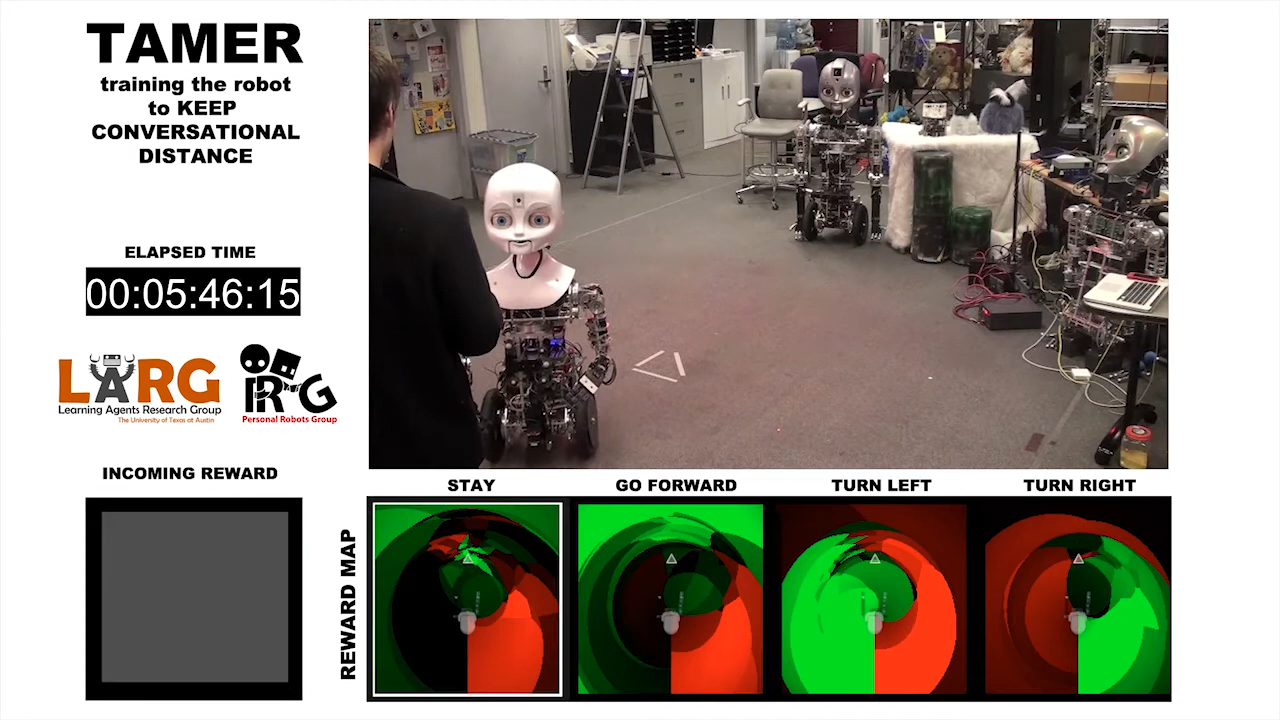 TAMER
training the robot
to KEEP
CONVERSATIONAL
DISTANCE
ELAPSED TIME
00:05:46:15
LARG
Learning Agents Research Group
The University of Texas at Austin
PRG
Personal Robots Group
INCOMING REWARD
STAY
GO FORWARD
TURN LEFT
TURN RIGHT
REWARD MAP